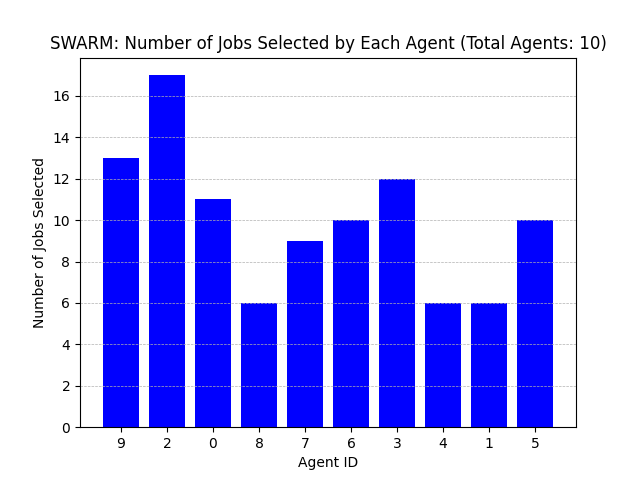 SWARM: Number of Jobs Selected by Each Agent (Total Agents: 10)
Number of Jobs Selected
16
14
12
10
8
6
4
2
0
9 2 0 8 7 6 3 4 1 5
Agent ID